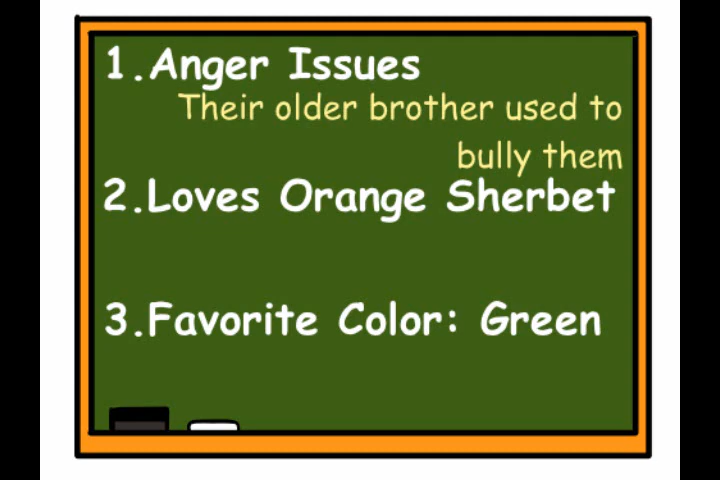 1.Anger Issues
Their older brother used to
bully them
2.Loves Orange Sherbet
3.Favorite Color: Green